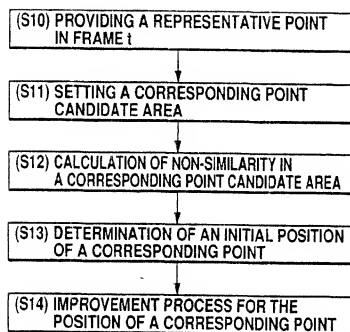 (S10) PROVIDING A REPRESENTATIVE POINT
IN FRAME t
(S11) SETTING A CORRESPONDING POINT
CANDIDATE AREA
(S12) CALCULATION OF NON-SIMILARITY IN
A CORRESPONDING POINT CANDIDATE AREA
(S13) DETERMINATION OF AN INITIAL POSITION
OF A CORRESPONDING POINT
(S14) IMPROVEMENT PROCESS FOR THE
POSITION OF A CORRESPONDING POINT